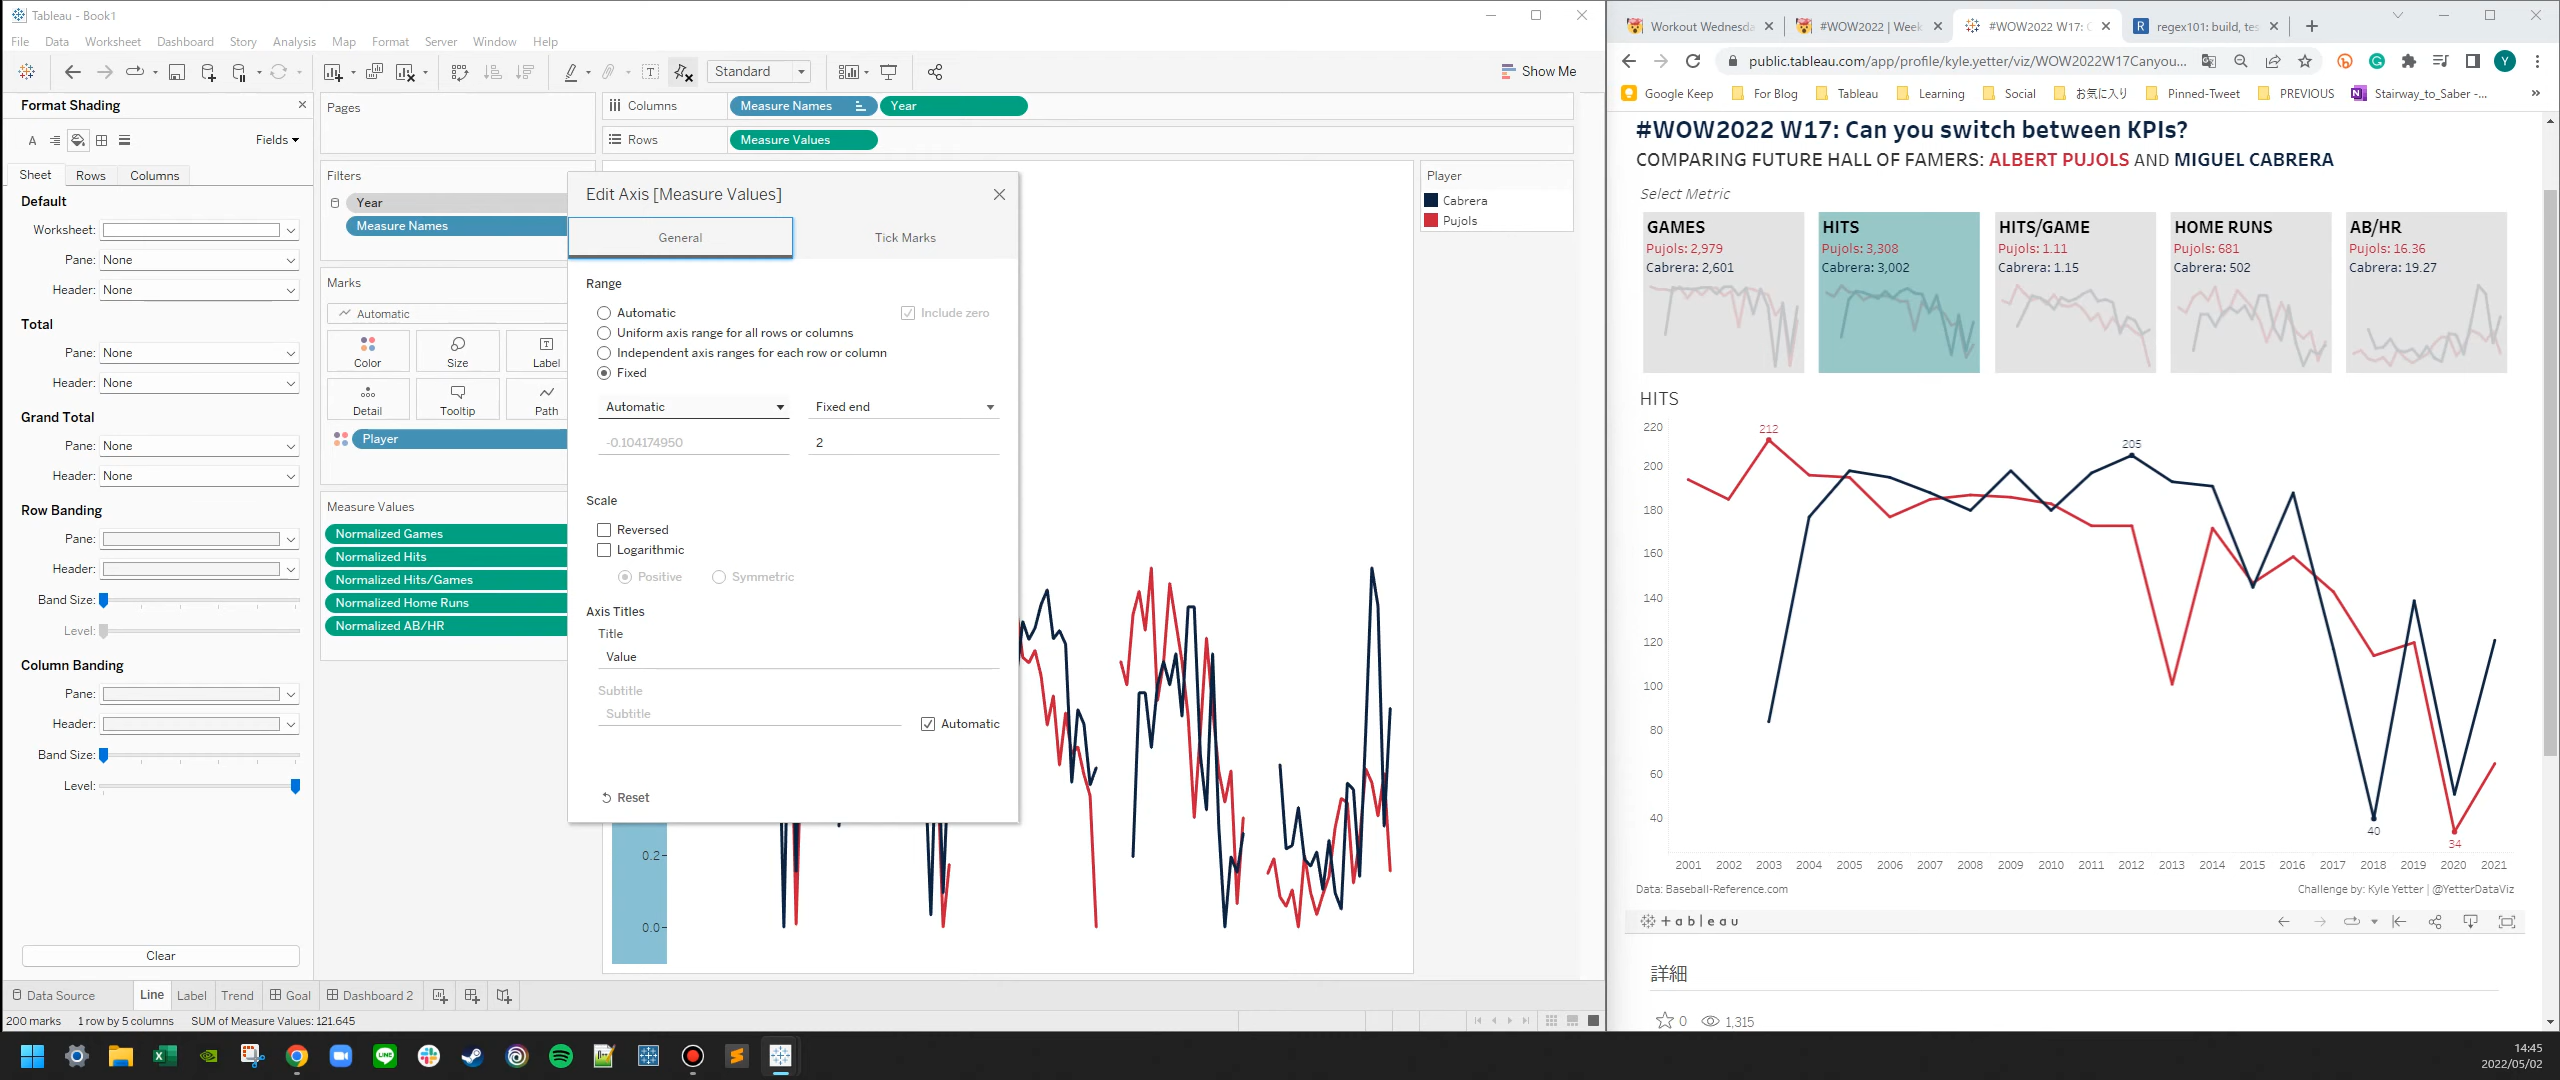 Tableau - Book1
File Data Worksheet Dashboard Story Analysis Map Format Server Window Help
Standard
Show Me
Format Shading
Fields
Sheet Rows Columns
Default
Worksheet:
Pane: None
Header: None
Total
Pane: None
Header: None
Grand Total
Pane: None
Header: None
Row Banding
Pane:
Header:
Band Size:
Level:
Column Banding
Pane:
Header:
Band Size:
Level:
Clear
Pages
Filters
Year
Measure Names
Marks
Automatic
Color Size Label
Detail Tooltip Path
Player
Measure Values
Normalized Games
Normalized Hits
Normalized Hits/Games
Normalized Home Runs
Normalized AB/HR
Columns Measure Names Year
Rows Measure Values
Edit Axis [Measure Values]
General Tick Marks
Range
Automatic Include zero
Uniform axis range for all rows or columns
Independent axis ranges for each row or column
Fixed
Automatic Fixed end
-0.104174950 2
Scale
Reversed
Logarithmic
Positive Symmetric
Axis Titles
Title
Value
Subtitle
Subtitle
Automatic
Reset
0.2
0.0
Player
Cabrera
Pujols
Data Source Line Label Trend Goal Dashboard 2
200 marks 1 row by 5 columns SUM of Measure Values: 121.645
Workout Wednesda
#WOW2022 | Week
#WOW2022 W17: C
regex101: build, tes
public.tableau.com/app/profile/kyle.yetter/viz/WOW2022W17Canyou...
Y
Google Keep For Blog Tableau Learning Social お気に入り Pinned-Tweet PREVIOUS Stairway_to_Saber -...
#WOW2022 W17: Can you switch between KPIs?
COMPARING FUTURE HALL OF FAMERS: ALBERT PUJOLS AND MIGUEL CABRERA
Select Metric
GAMES
Pujols: 2,979
Cabrera: 2,601
HITS
Pujols: 3,308
Cabrera: 3,002
HITS/GAME
Pujols: 1.11
Cabrera: 1.15
HOME RUNS
Pujols: 681
Cabrera: 502
AB/HR
Pujols: 16.36
Cabrera: 19.27
HITS
220
200
180
160
140
120
100
80
60
40
212
205
40
34
2001 2002 2003 2004 2005 2006 2007 2008 2009 2010 2011 2012 2013 2014 2015 2016 2017 2018 2019 2020 2021
Data: Baseball-Reference.com
Challenge by: Kyle Yetter | @YetterDataViz
+ableau
詳細
0 1,315
14:45
2022/05/02